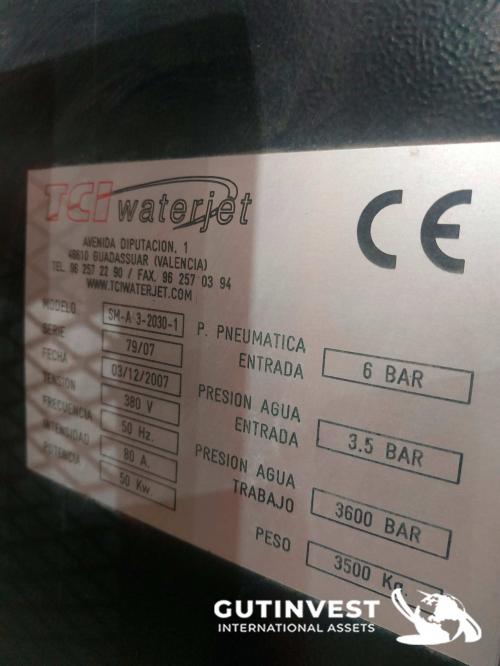 TCI waterjet
CE
AVENIDA DIPUTACION, 1
46610 GUADASSUAR (VALENCIA)
TEL. 96 257 22 90 / FAX. 96 257 03 94
WWW.TCIWATERJET.COM
MODELO SM-A 3-2030-1
SERIE 79/07
FECHA 03/12/2007
TENSION 380 V
FRECUENCIA 50 Hz.
INTENSIDAD 80 A.
POTENCIA 50 Kw.
P. PNEUMATICA
ENTRADA 6 BAR
PRESION AGUA
ENTRADA 3.5 BAR
PRESION AGUA
TRABAJO 3600 BAR
PESO 3500 Kg.
GUTINVEST
INTERNATIONAL ASSETS